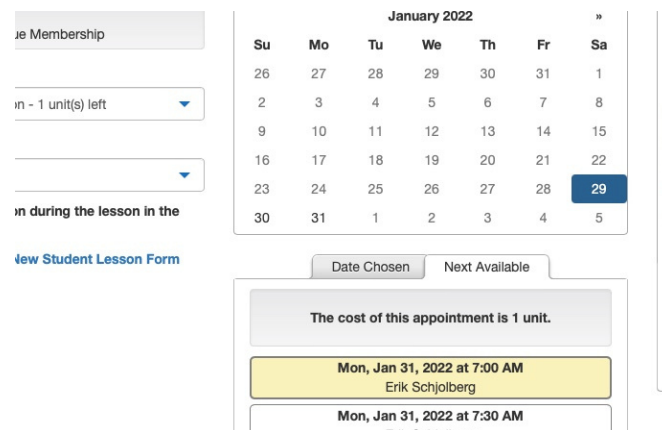 January 2022 »
ue Membership
Su Mo Tu We Th Fr Sa
26 27 28 29 30 31 1
on - 1 unit(s) left
2 3 4 5 6 7 8
9 10 11 12 13 14 15
16 17 18 19 20 21 22
23 24 25 26 27 28 29
on during the lesson in the
30 31 1 2 3 4 5
New Student Lesson Form
Date Chosen Next Available
The cost of this appointment is 1 unit.
Mon, Jan 31, 2022 at 7:00 AM
Erik Schjolberg
Mon, Jan 31, 2022 at 7:30 AM